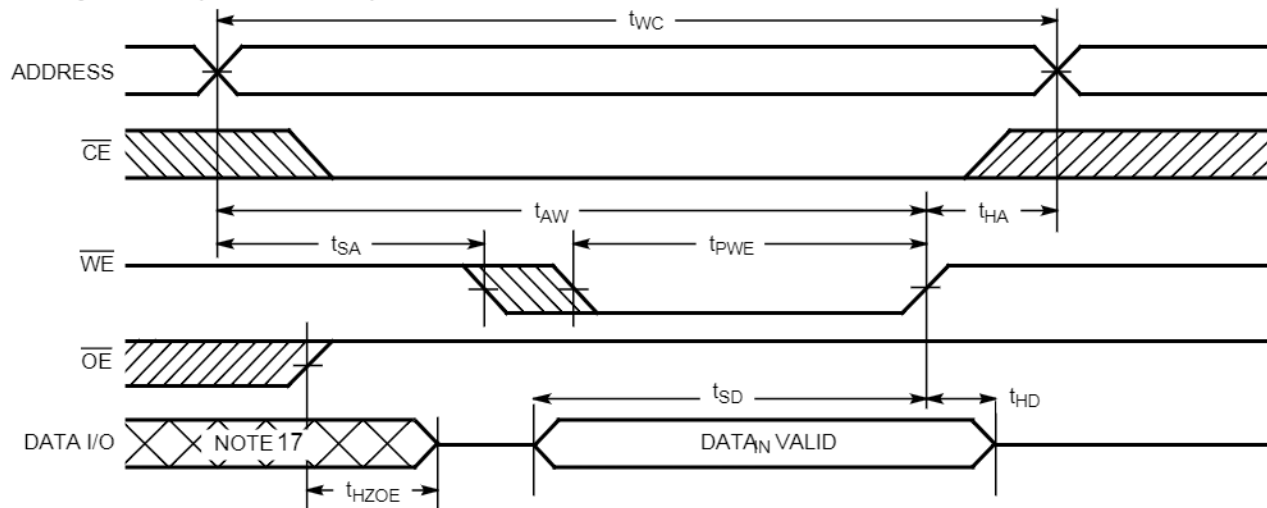 tWC
ADDRESS
CE
tAW
tHA
tSA
tPWE
WE
OE
tSD
tHD
DATA I/O
NOTE 17
DATAIN VALID
tHZOE